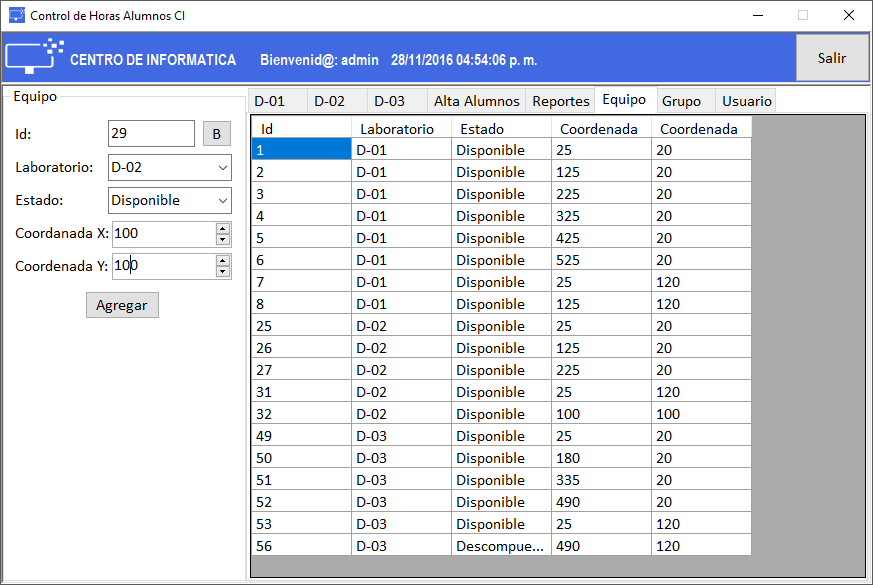 Control de Horas Alumnos CI
CENTRO DE INFORMATICA Bienvenid@: admin 28/11/2016 04:54:06 p. m. Salir
Equipo
Id: 29 B
Laboratorio: D-02
Estado: Disponible
Coordanada X: 100
Coordenada Y: 100
Agregar
D-01 D-02 D-03 Alta Alumnos Reportes Equipo Grupo Usuario
Id Laboratorio Estado Coordenada Coordenada
1 D-01 Disponible 25 20
2 D-01 Disponible 125 20
3 D-01 Disponible 225 20
4 D-01 Disponible 325 20
5 D-01 Disponible 425 20
6 D-01 Disponible 525 20
7 D-01 Disponible 25 120
8 D-01 Disponible 125 120
25 D-02 Disponible 25 20
26 D-02 Disponible 125 20
27 D-02 Disponible 225 20
31 D-02 Disponible 25 120
32 D-02 Disponible 100 100
49 D-03 Disponible 25 20
50 D-03 Disponible 180 20
51 D-03 Disponible 335 20
52 D-03 Disponible 490 20
53 D-03 Disponible 25 120
56 D-03 Descompue... 490 120